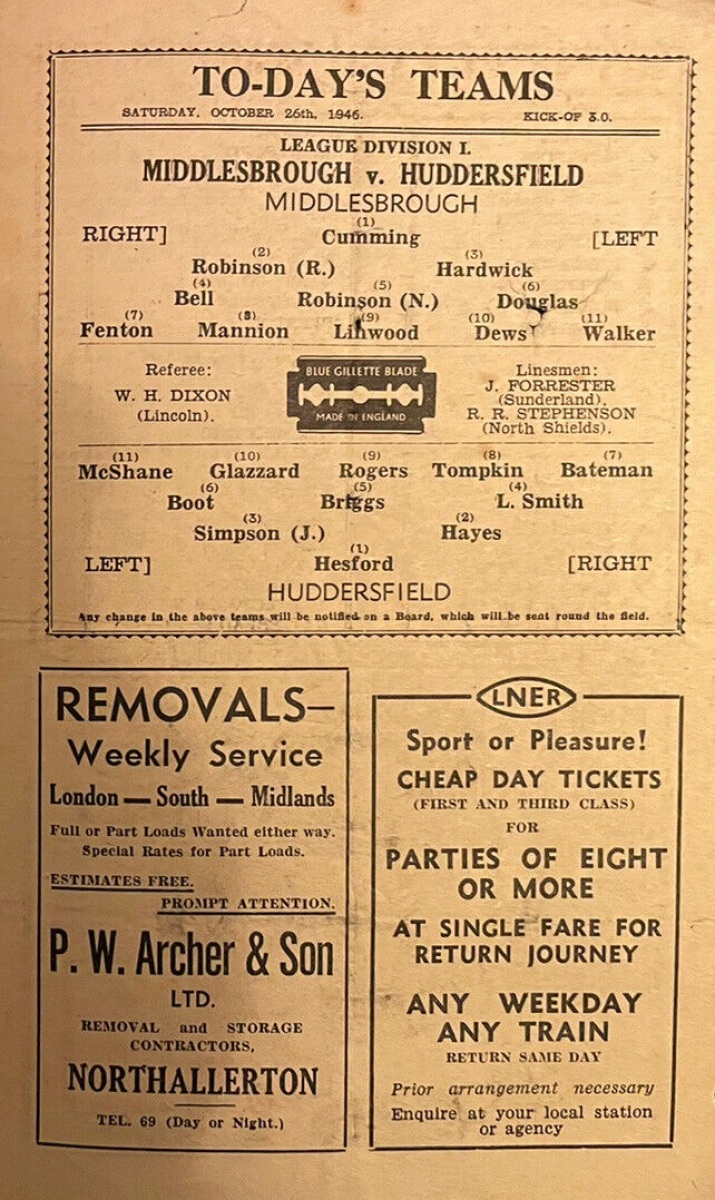 TO-DAY'S TEAMS
SATURDAY, OCTOBER 26th, 1946. KICK-OF 3.0.
LEAGUE DIVISION I.
MIDDLESBROUGH v. HUDDERSFIELD
MIDDLESBROUGH
(1)
RIGHT] Cumming [LEFT
(2) (3)
Robinson (R.) Hardwick
(4) (5) (6)
Bell Robinson (N.) Douglas
(7) (8) (9) (10) (11)
Fenton Mannion Linwood Dews Walker
Referee:
W. H. DIXON
(Lincoln).
BLUE GILLETTE BLADE
MADE IN ENGLAND
Linesmen:
J. FORRESTER
(Sunderland).
R. R. STEPHENSON
(North Shields).
(11) (10) (9) (8) (7)
McShane Glazzard Rogers Tompkin Bateman
(6) (5) (4)
Boot Briggs L. Smith
(3) (2)
Simpson (J.) Hayes
(1)
LEFT] Hesford [RIGHT
HUDDERSFIELD
Any change in the above teams will be notified on a Board, which will be sent round the field.
REMOVALS—
Weekly Service
London — South — Midlands
Full or Part Loads Wanted either way.
Special Rates for Part Loads.
ESTIMATES FREE.
PROMPT ATTENTION.
P. W. Archer & Son
LTD.
REMOVAL and STORAGE
CONTRACTORS,
NORTHALLERTON
TEL. 69 (Day or Night.)
LNER
Sport or Pleasure!
CHEAP DAY TICKETS
(FIRST AND THIRD CLASS)
FOR
PARTIES OF EIGHT
OR MORE
AT SINGLE FARE FOR
RETURN JOURNEY
ANY WEEKDAY
ANY TRAIN
RETURN SAME DAY
Prior arrangement necessary
Enquire at your local station
or agency